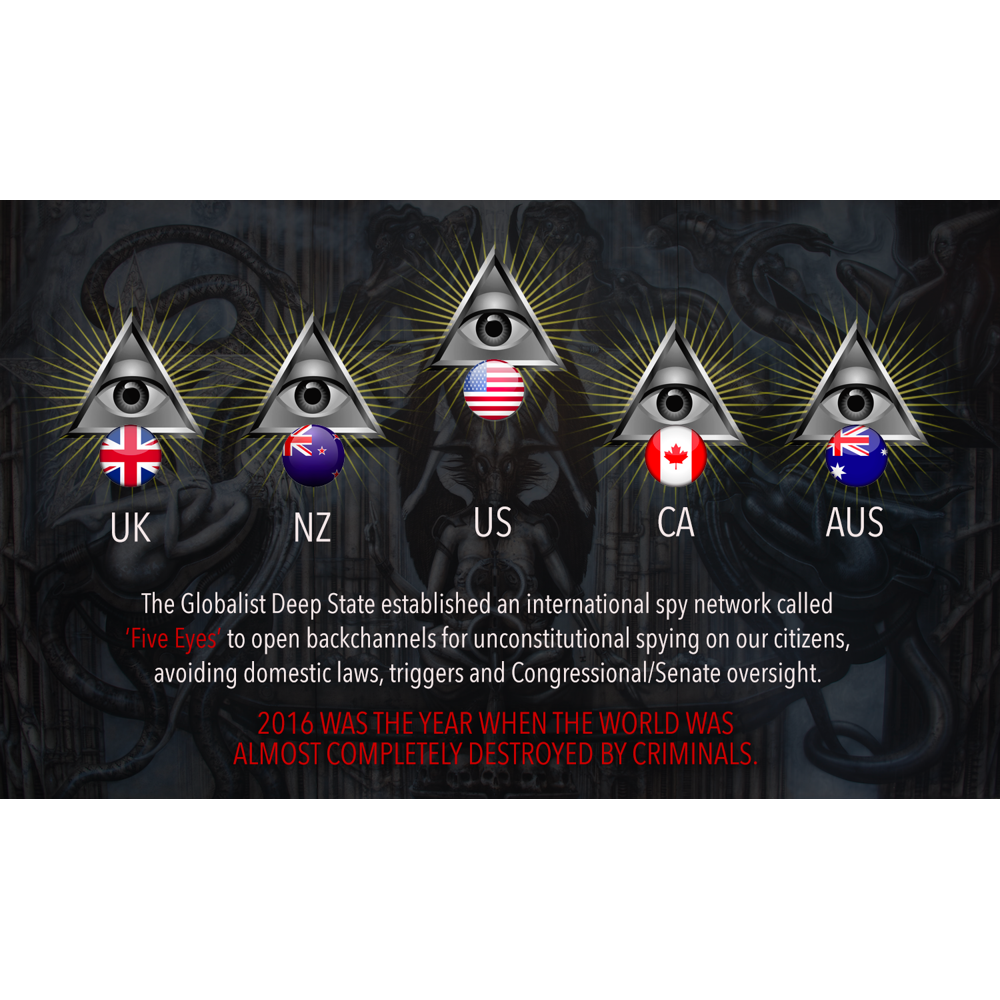 UK
NZ
US
CA
AUS
The Globalist Deep State established an international spy network called
'Five Eyes' to open backchannels for unconstitutional spying on our citizens,
avoiding domestic laws, triggers and Congressional/Senate oversight.
2016 WAS THE YEAR WHEN THE WORLD WAS
ALMOST COMPLETELY DESTROYED BY CRIMINALS.